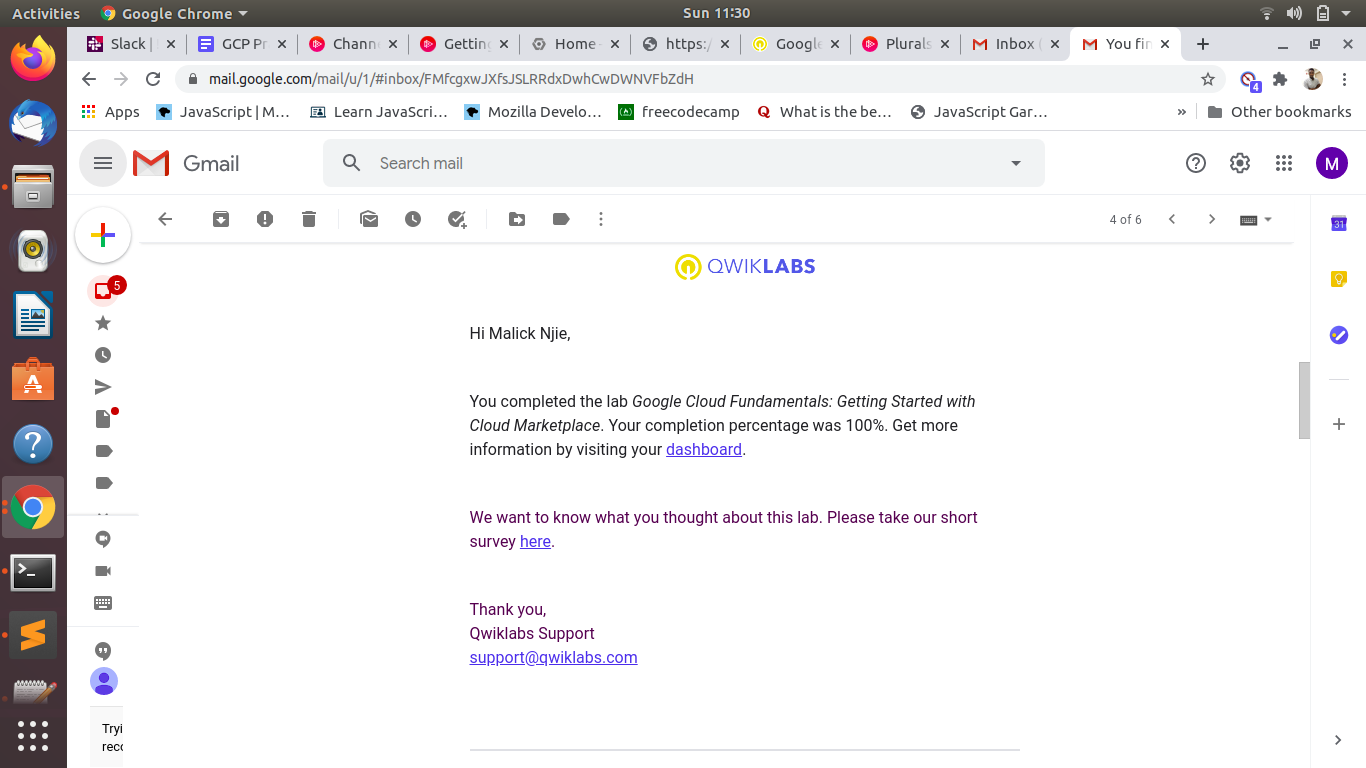 Activities Google Chrome Sun 11:30
Slack | GCP Pr Chann Getting Home- https:/ Google Plurals Inbox ( You fin
mail.google.com/mail/u/1/#inbox/FMfcgxwJXfsJSLRRdxDwhCwDWNVFbZdH
4
Apps JavaScript | M… Learn JavaScri… Mozilla Develo… freecodecamp What is the be… JavaScript Gar… » Other bookmarks
Gmail Search mail M
4 of 6
31
5
QWIKLABS
Hi Malick Njie,
You completed the lab Google Cloud Fundamentals: Getting Started with
Cloud Marketplace. Your completion percentage was 100%. Get more
information by visiting your dashboard.
We want to know what you thought about this lab. Please take our short
survey here.
Thank you,
Qwiklabs Support
support@qwiklabs.com
Tryi
reco